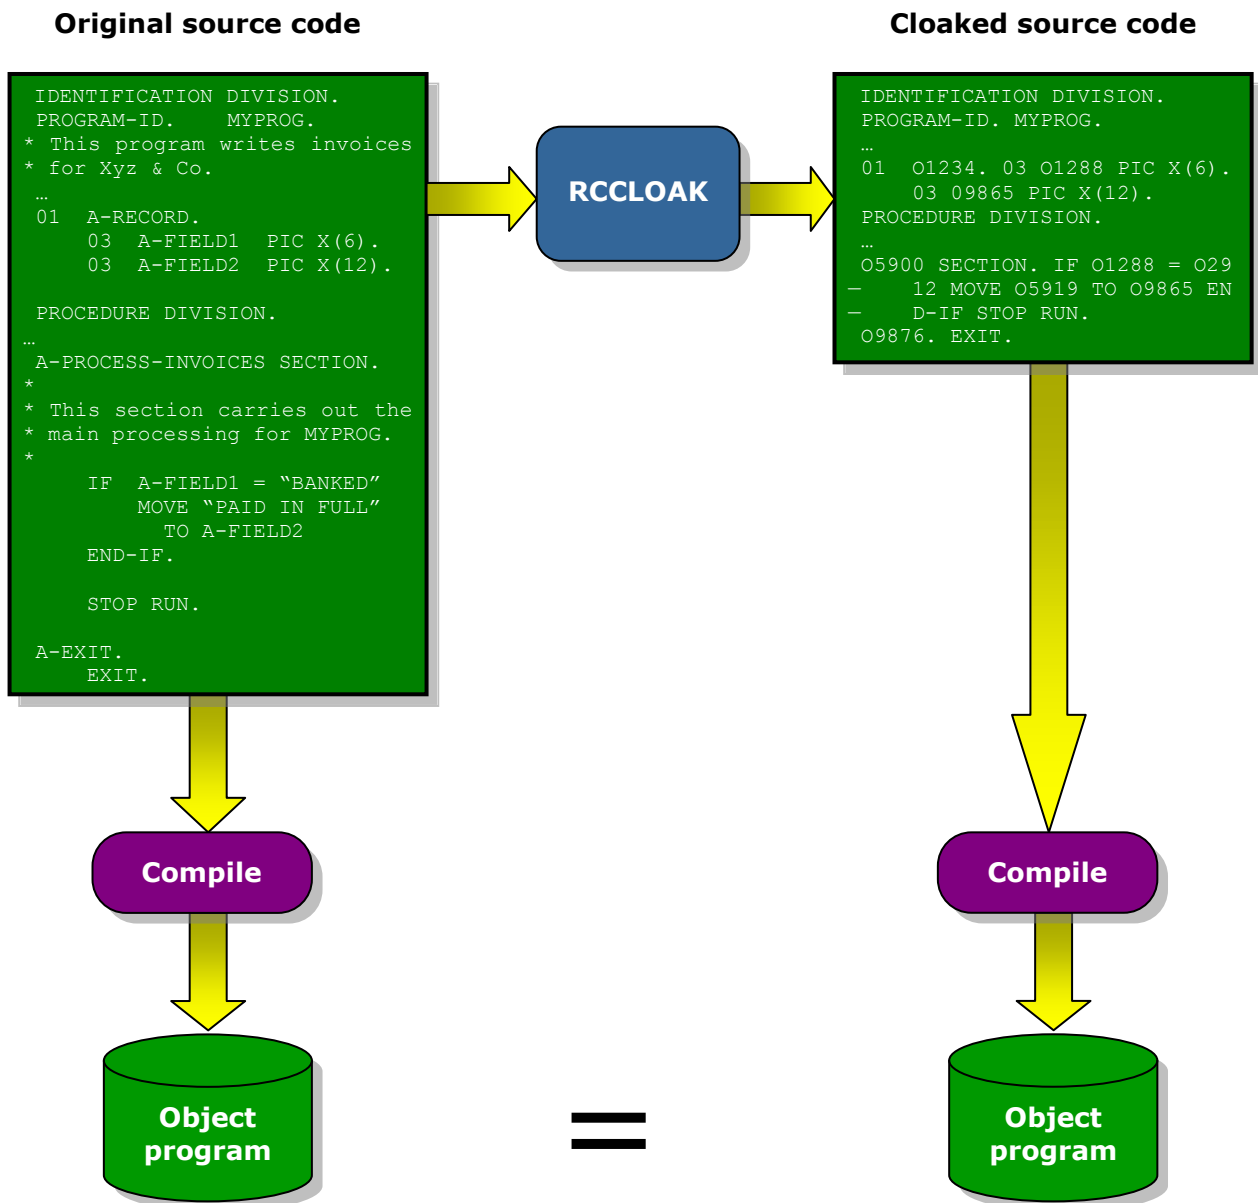 Original source code
IDENTIFICATION DIVISION.
PROGRAM-ID.    MYPROG.
* This program writes invoices
* for Xyz & Co.
…
01  A-RECORD.
03  A-FIELD1  PIC X(6).
03  A-FIELD2  PIC X(12).
PROCEDURE DIVISION.
…
A-PROCESS-INVOICES SECTION.
*
* This section carries out the
* main processing for MYPROG.
*
IF  A-FIELD1 = “BANKED”
MOVE “PAID IN FULL”
TO A-FIELD2
END-IF.
STOP RUN.
A-EXIT.
EXIT.
RCCLOAK
Cloaked source code
IDENTIFICATION DIVISION.
PROGRAM-ID. MYPROG.
…
01  O1234. 03 O1288 PIC X(6).
03 O9865 PIC X(12).
PROCEDURE DIVISION.
…
O5900 SECTION. IF O1288 = O29
–    12 MOVE O5919 TO O9865 EN
–    D-IF STOP RUN.
O9876. EXIT.
Compile
Compile
Object
program
=
Object
program